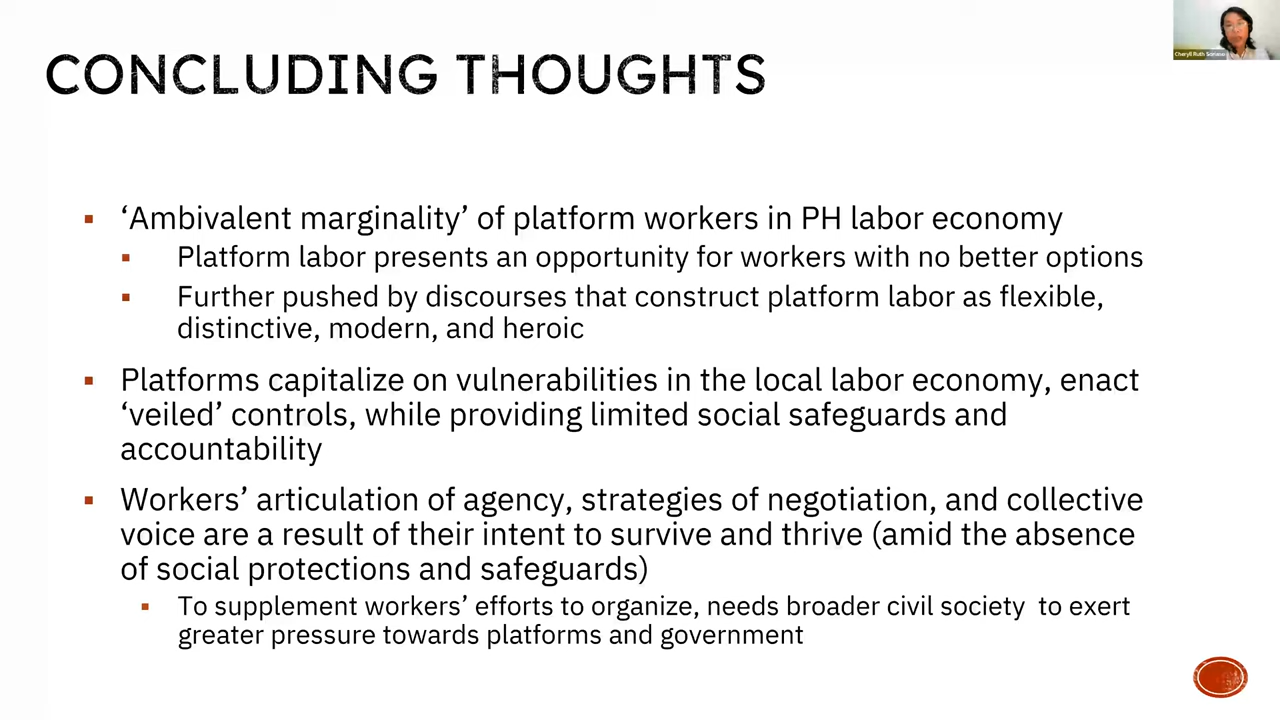 CONCLUDING THOUGHTS
Cheryll Ruth Soriano
‘Ambivalent marginality’ of platform workers in PH labor economy
Platform labor presents an opportunity for workers with no better options
Further pushed by discourses that construct platform labor as flexible,
distinctive, modern, and heroic
Platforms capitalize on vulnerabilities in the local labor economy, enact
‘veiled’ controls, while providing limited social safeguards and
accountability
Workers’ articulation of agency, strategies of negotiation, and collective
voice are a result of their intent to survive and thrive (amid the absence
of social protections and safeguards)
To supplement workers’ efforts to organize, needs broader civil society to exert
greater pressure towards platforms and government